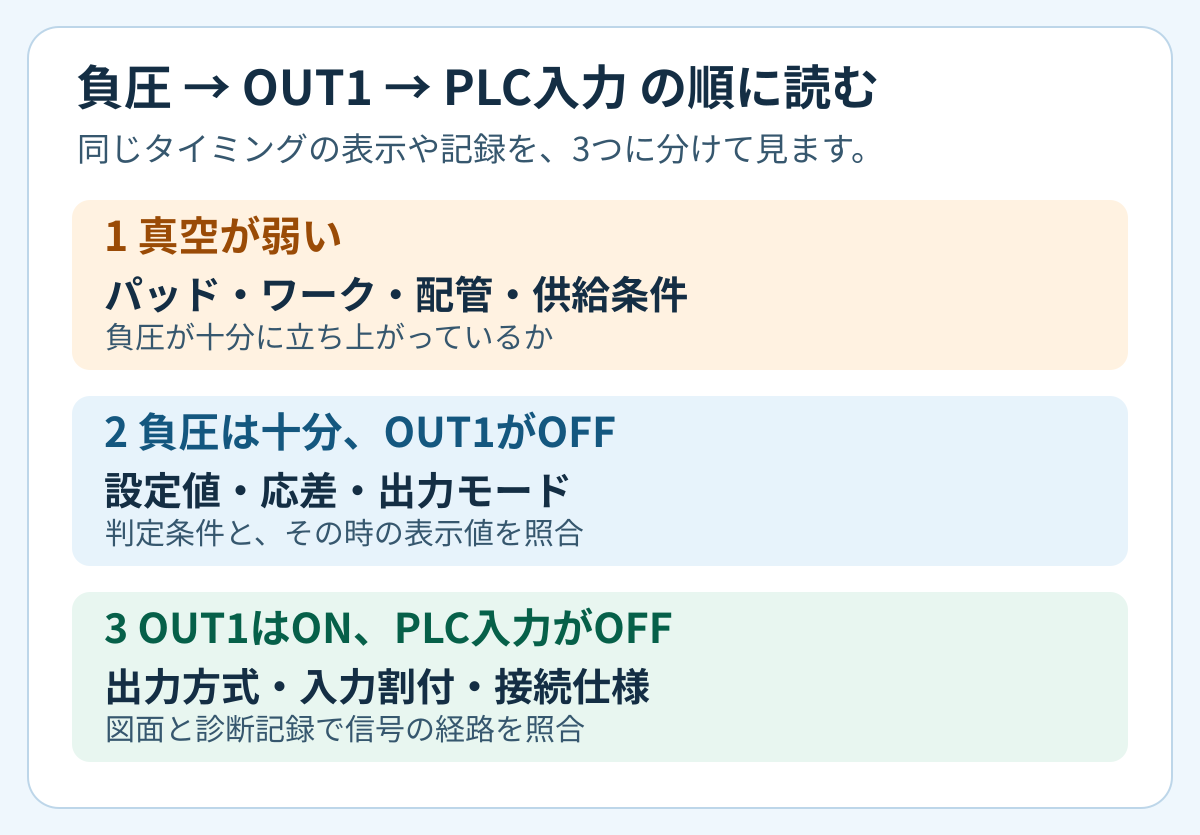 負圧 → OUT1 → PLC入力 の順に読む
同じタイミングの表示や記録を、3つに分けて見ます。
1 真空が弱い
パッド・ワーク・配管・供給条件
負圧が十分に立ち上がっているか
2 負圧は十分、OUT1がOFF
設定値・応差・出力モード
判定条件と、その時の表示値を照合
3 OUT1はON、PLC入力がOFF
出力方式・入力割付・接続仕様
図面と診断記録で信号の経路を照合